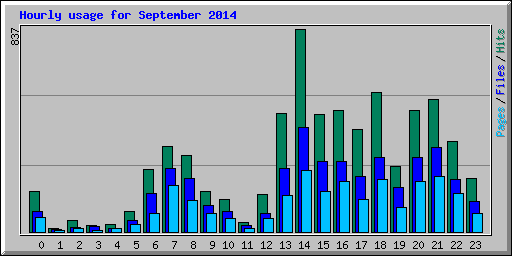 Hourly usage for September 2014
837
Pages / Files / Hits
0 1 2 3 4 5 6 7 8 9 10 11 12 13 14 15 16 17 18 19 20 21 22 23